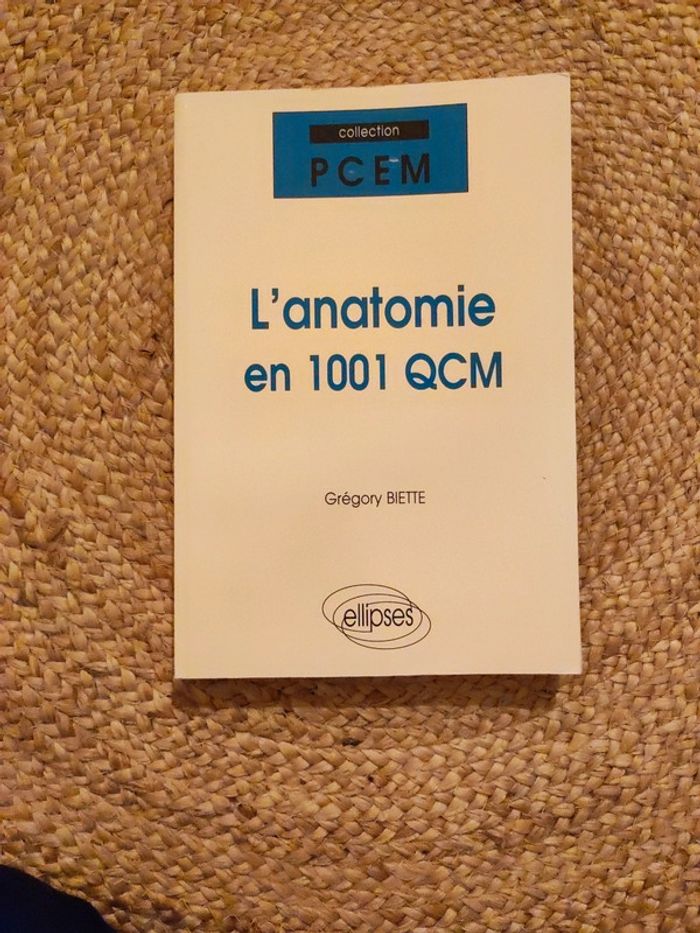 collection
PCEM
L'anatomie
en 1001 QCM
Grégory BIETTE
ellipses